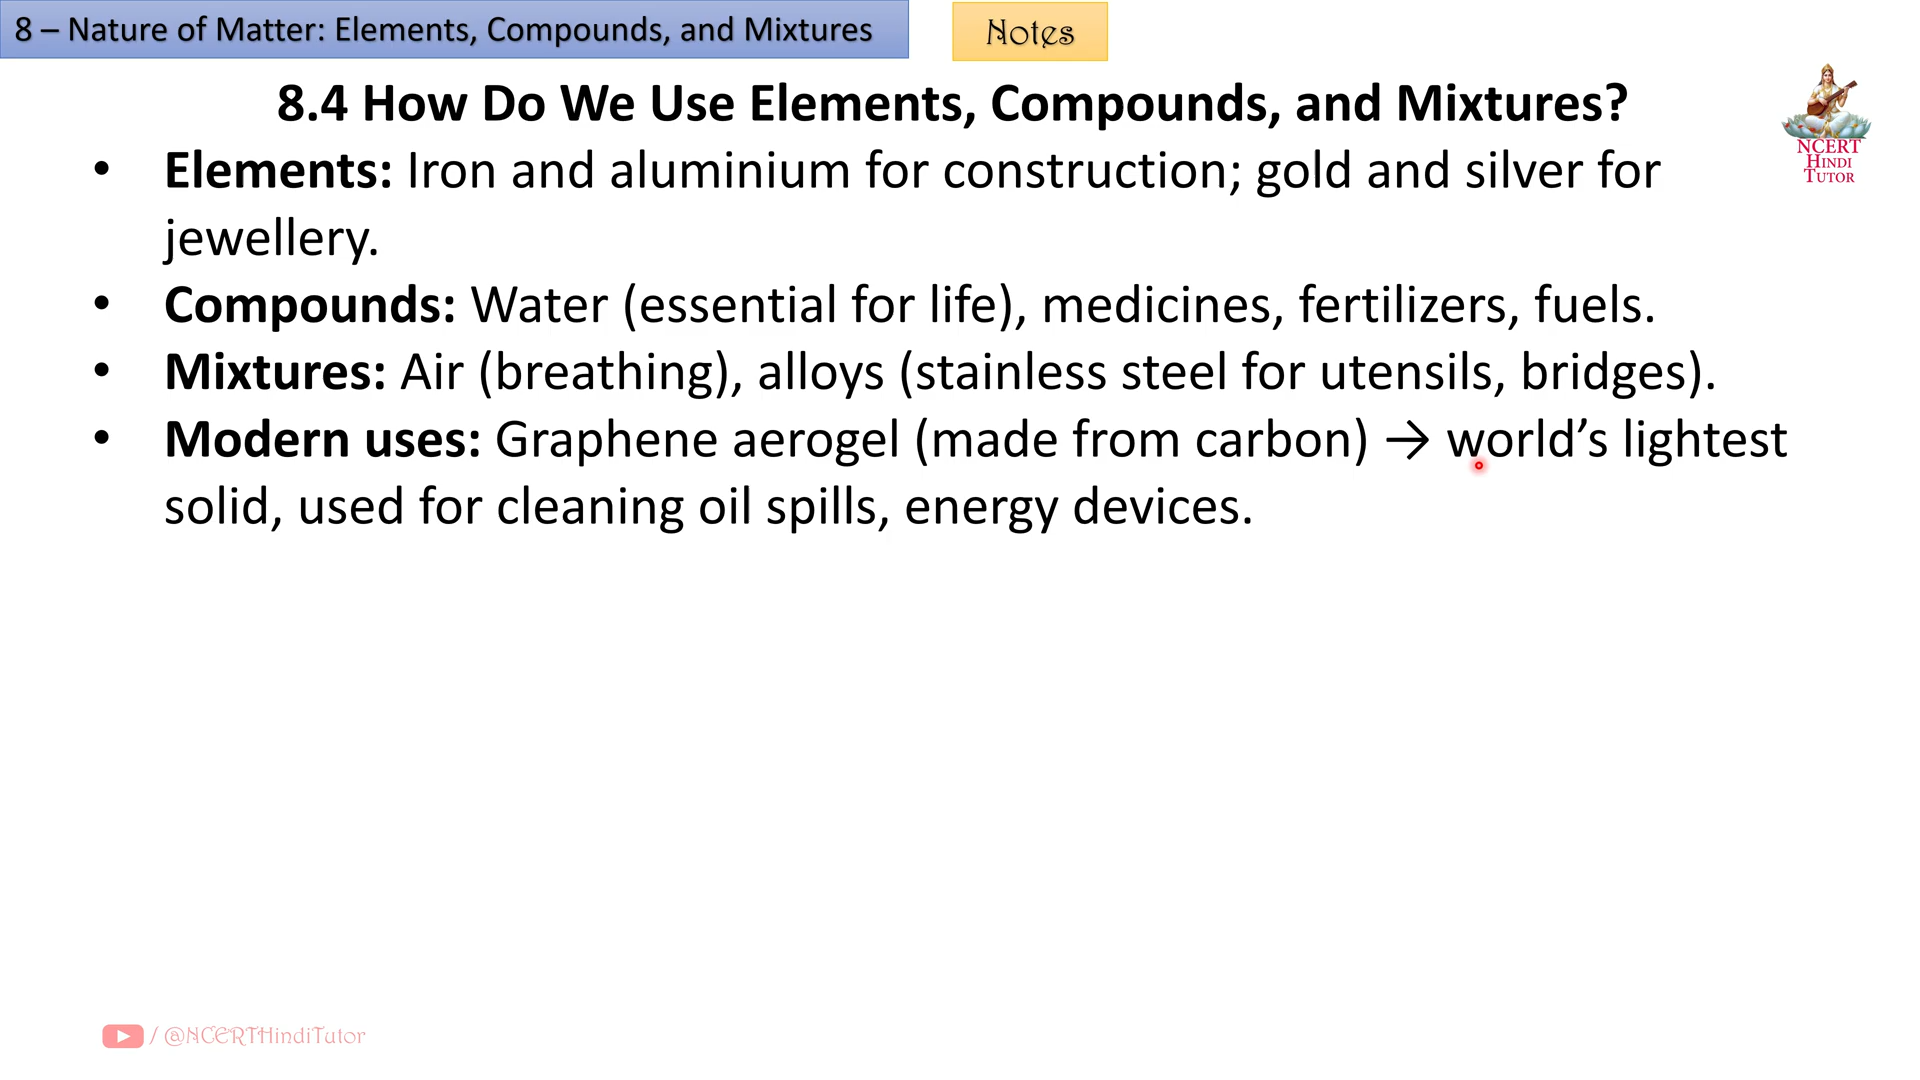 8 – Nature of Matter: Elements, Compounds, and Mixtures
Notes
8.4 How Do We Use Elements, Compounds, and Mixtures?
NCERT
HINDI
TUTOR
• Elements: Iron and aluminium for construction; gold and silver for
jewellery.
• Compounds: Water (essential for life), medicines, fertilizers, fuels.
• Mixtures: Air (breathing), alloys (stainless steel for utensils, bridges).
• Modern uses: Graphene aerogel (made from carbon) → world’s lightest
solid, used for cleaning oil spills, energy devices.
/ @NCERTHindiTutor